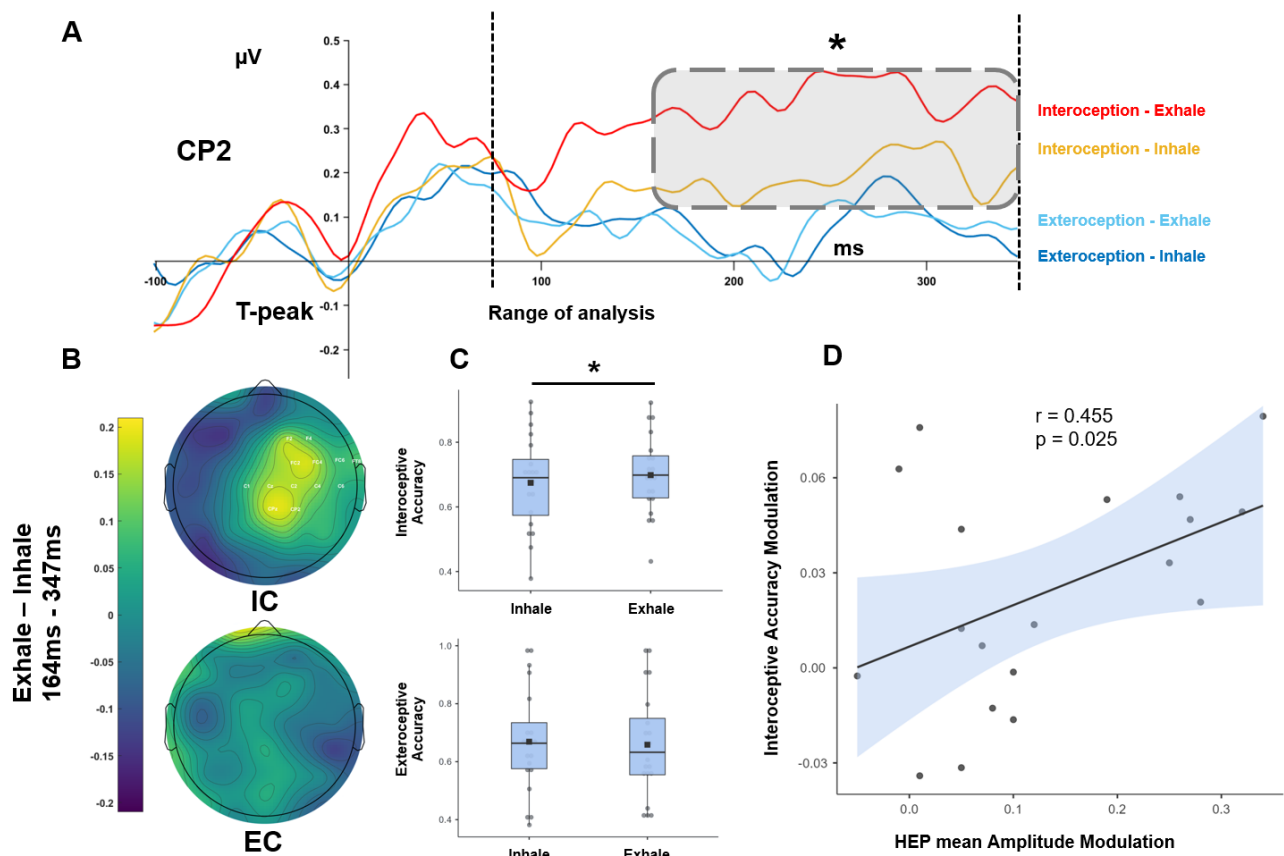 A
µV
0.5
0.4
0.3
0.2
0.1
-0.1
-0.2
*
CP2
Interoception - Exhale
Interoception - Inhale
Exteroception - Exhale
Exteroception - Inhale
ms
-100
100
200
300
T-peak
Range of analysis
B
Exhale – Inhale
164ms - 347ms
0.2
0.15
0.1
0.05
0
-0.05
-0.1
-0.15
-0.2
C1
C2
C4
IC
EC
C
*
Interoceptive
Accuracy
0.8
0.6
0.4
Inhale
Exhale
Exteroceptive
Accuracy
1.0
0.8
0.6
0.4
Inhale
Exhale
D
r = 0.455
p = 0.025
Interoceptive Accuracy Modulation
0.06
0.03
0.00
-0.03
0.0
0.1
0.2
0.3
HEP mean Amplitude Modulation